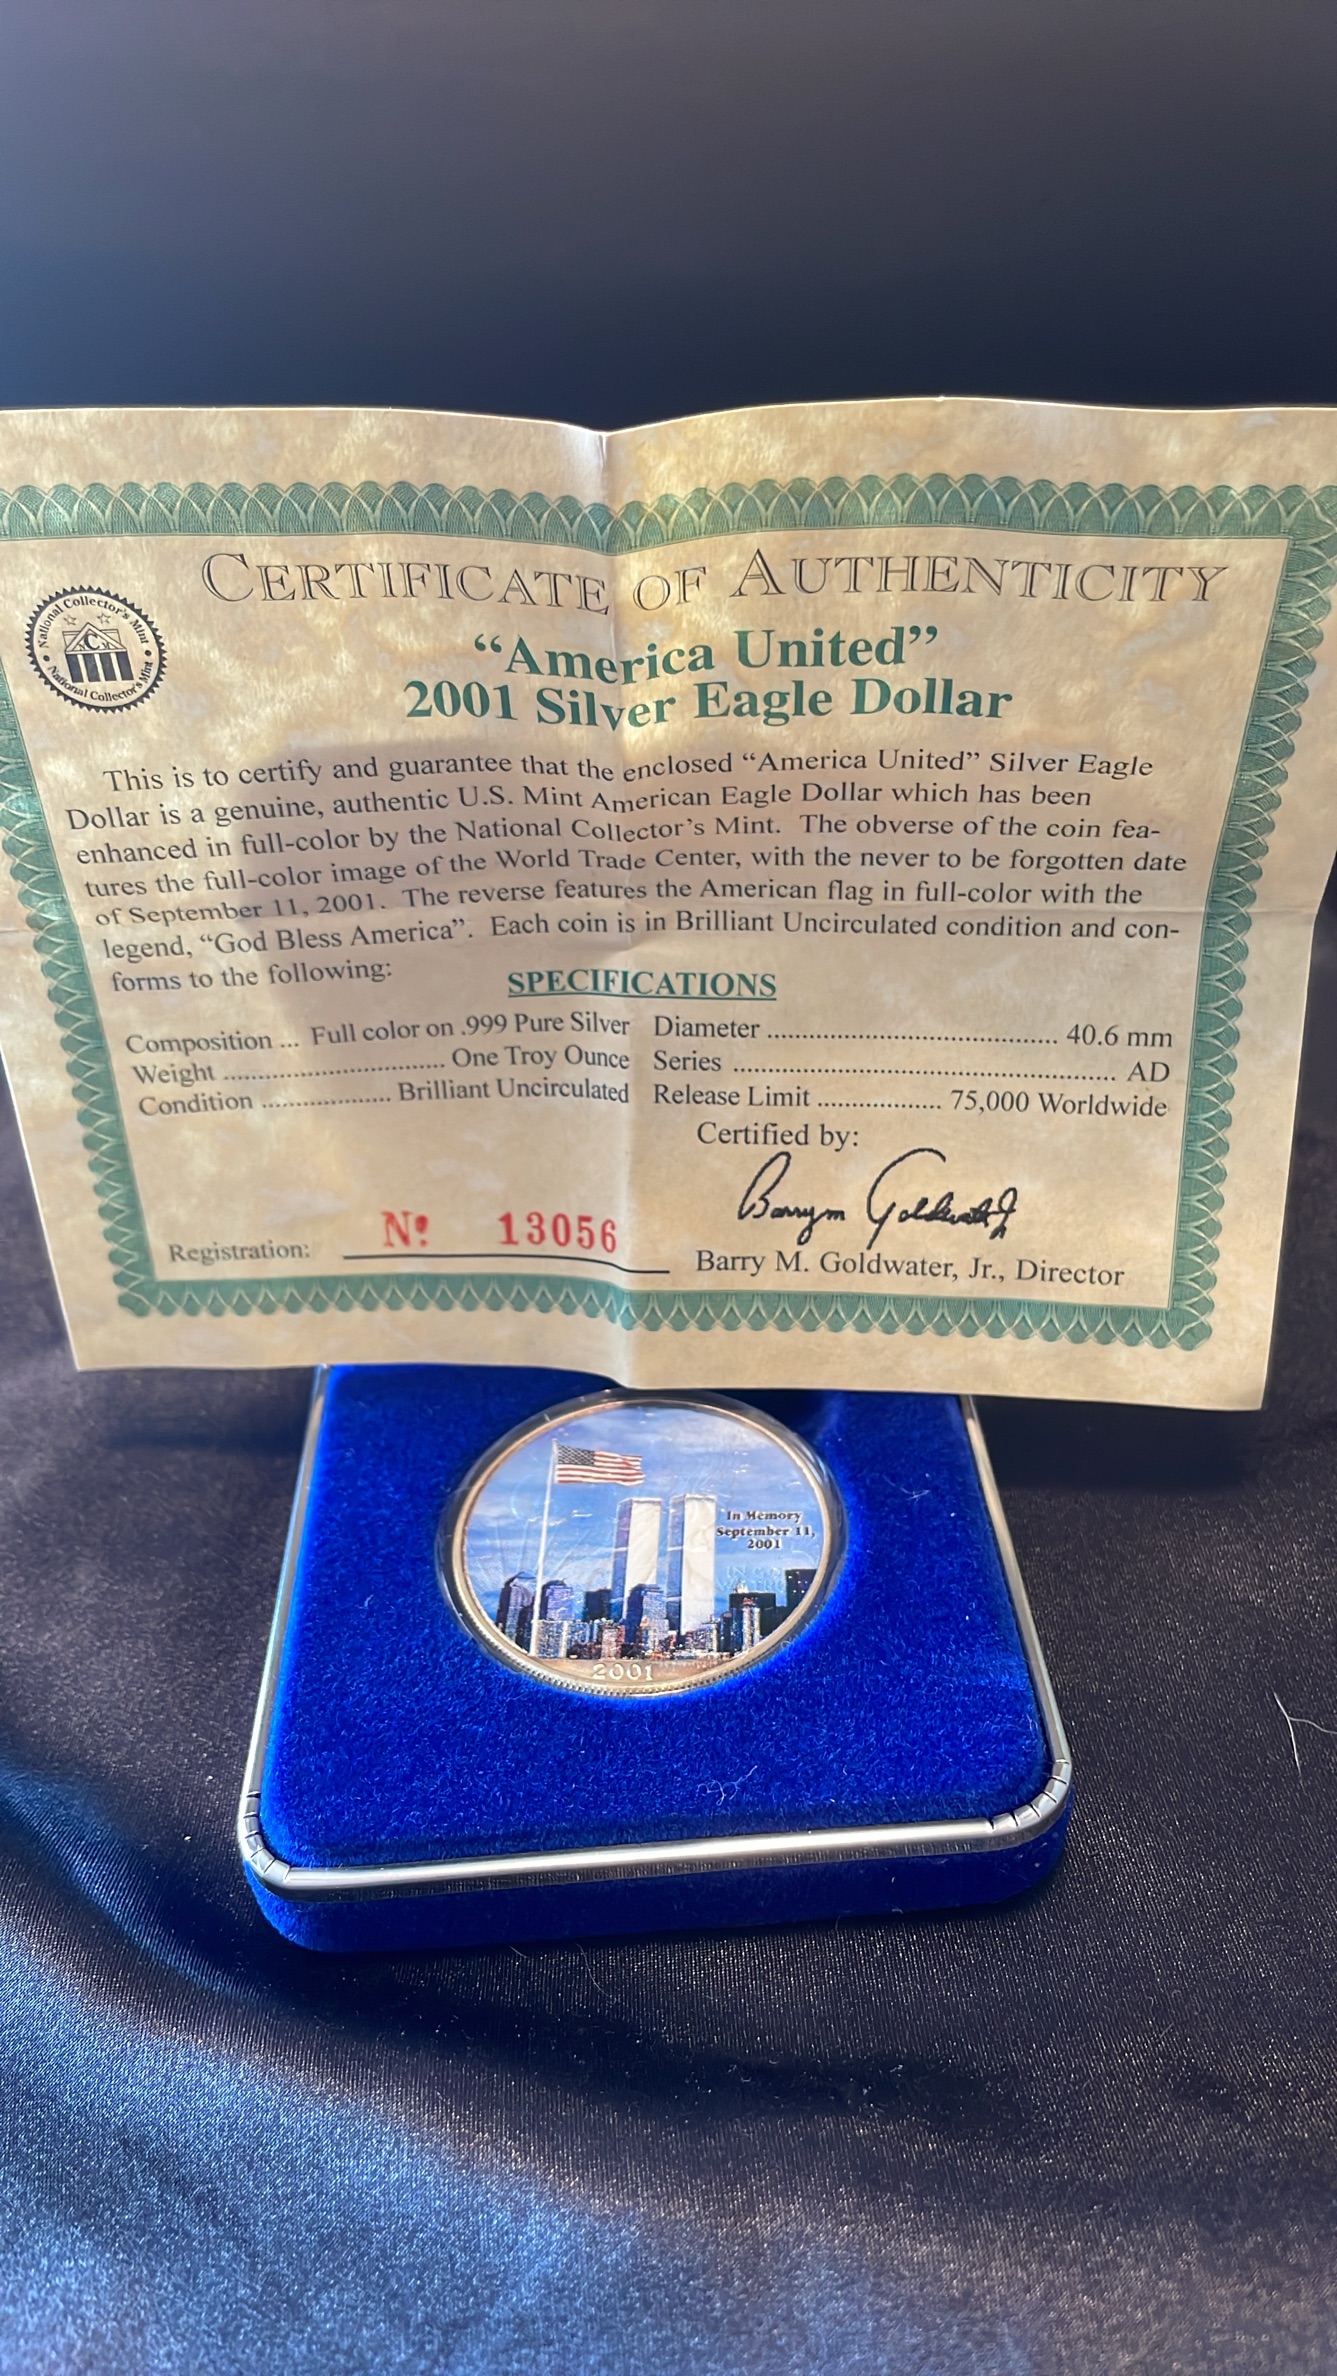 CERTIFICATE OF AUTHENTICITY
National Collector's Mint • National Collector's Mint •
C
"America United"
2001 Silver Eagle Dollar
This is to certify and guarantee that the enclosed "America United" Silver Eagle
Dollar is a genuine, authentic U.S. Mint American Eagle Dollar which has been
enhanced in full-color by the National Collector's Mint. The obverse of the coin fea-
tures the full-color image of the World Trade Center, with the never to be forgotten date
of September 11, 2001. The reverse features the American flag in full-color with the
legend, "God Bless America". Each coin is in Brilliant Uncirculated condition and con-
forms to the following:
SPECIFICATIONS
Composition ... Full color on .999 Pure Silver
Weight ................................ One Troy Ounce
Condition ................... Brilliant Uncirculated
Diameter .......................................... 40.6 mm
Series ....................................................... AD
Release Limit .................. 75,000 Worldwide
Certified by:
Barry M Goldwater Jr
Registration: Nº 13056
Barry M. Goldwater, Jr., Director
In Memory
September 11,
2001
2001